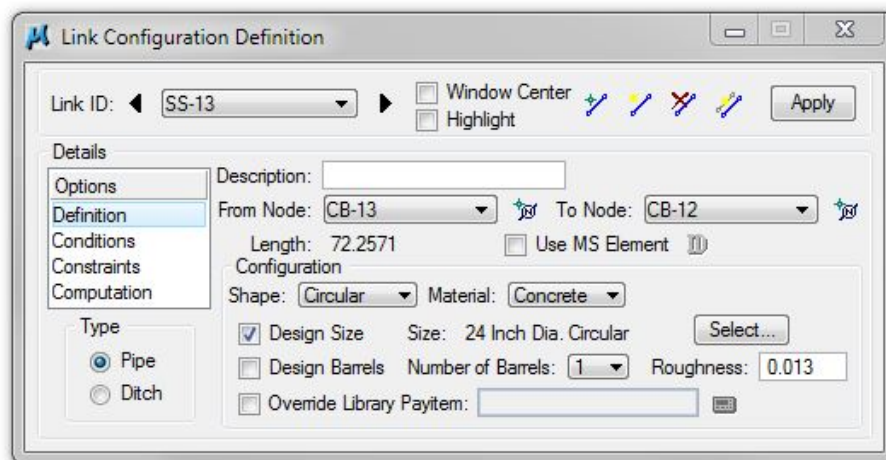 Link Configuration Definition
Link ID: SS-13 Window Center Apply
Highlight
Details
Options
Definition
Conditions
Constraints
Computation
Type
Pipe
Ditch
Description:
From Node: CB-13 To Node: CB-12
Length: 72.2571 Use MS Element
Configuration
Shape: Circular Material: Concrete
Design Size Size: 24 Inch Dia. Circular Select...
Design Barrels Number of Barrels: 1 Roughness: 0.013
Override Library Payitem: